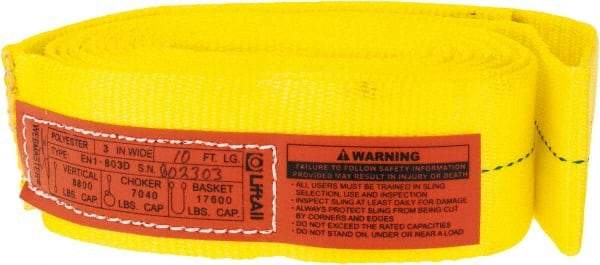 WEBMASTER
POLYESTER 3 IN WIDE 10 FT. LG.
TYPE EN1-803D S.N. 002303
VERTICAL CHOKER BASKET
8800 7040 17600
LBS. CAP. LBS. CAP. LBS. CAP.
LiftAll
WARNING
FAILURE TO FOLLOW SAFETY INFORMATION
PROVIDED MAY RESULT IN INJURY OR DEATH
• ALL USERS MUST BE TRAINED IN SLING
SELECTION, USE AND INSPECTION
• INSPECT SLING AT LEAST DAILY FOR DAMAGE
• ALWAYS PROTECT SLING FROM BEING CUT
BY CORNERS AND EDGES
• DO NOT EXCEED THE RATED CAPACITIES
• DO NOT STAND ON, UNDER OR NEAR A LOAD